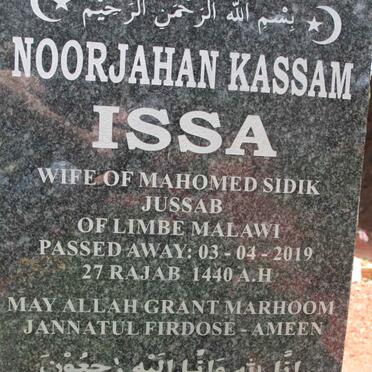 بِسْمِ اللهِ الرَّحْمٰنِ الرَّحِيْمِ
NOORJAHAN KASSAM
ISSA
WIFE OF MAHOMED SIDIK
JUSSAB
OF LIMBE MALAWI
PASSED AWAY: 03 - 04 - 2019
27 RAJAB 1440 A.H
MAY ALLAH GRANT MARHOOM
JANNATUL FIRDOSE - AMEEN
إِنَّا لِلّٰهِ وَإِنَّا إِلَيْهِ رَاجِعُوْنَ